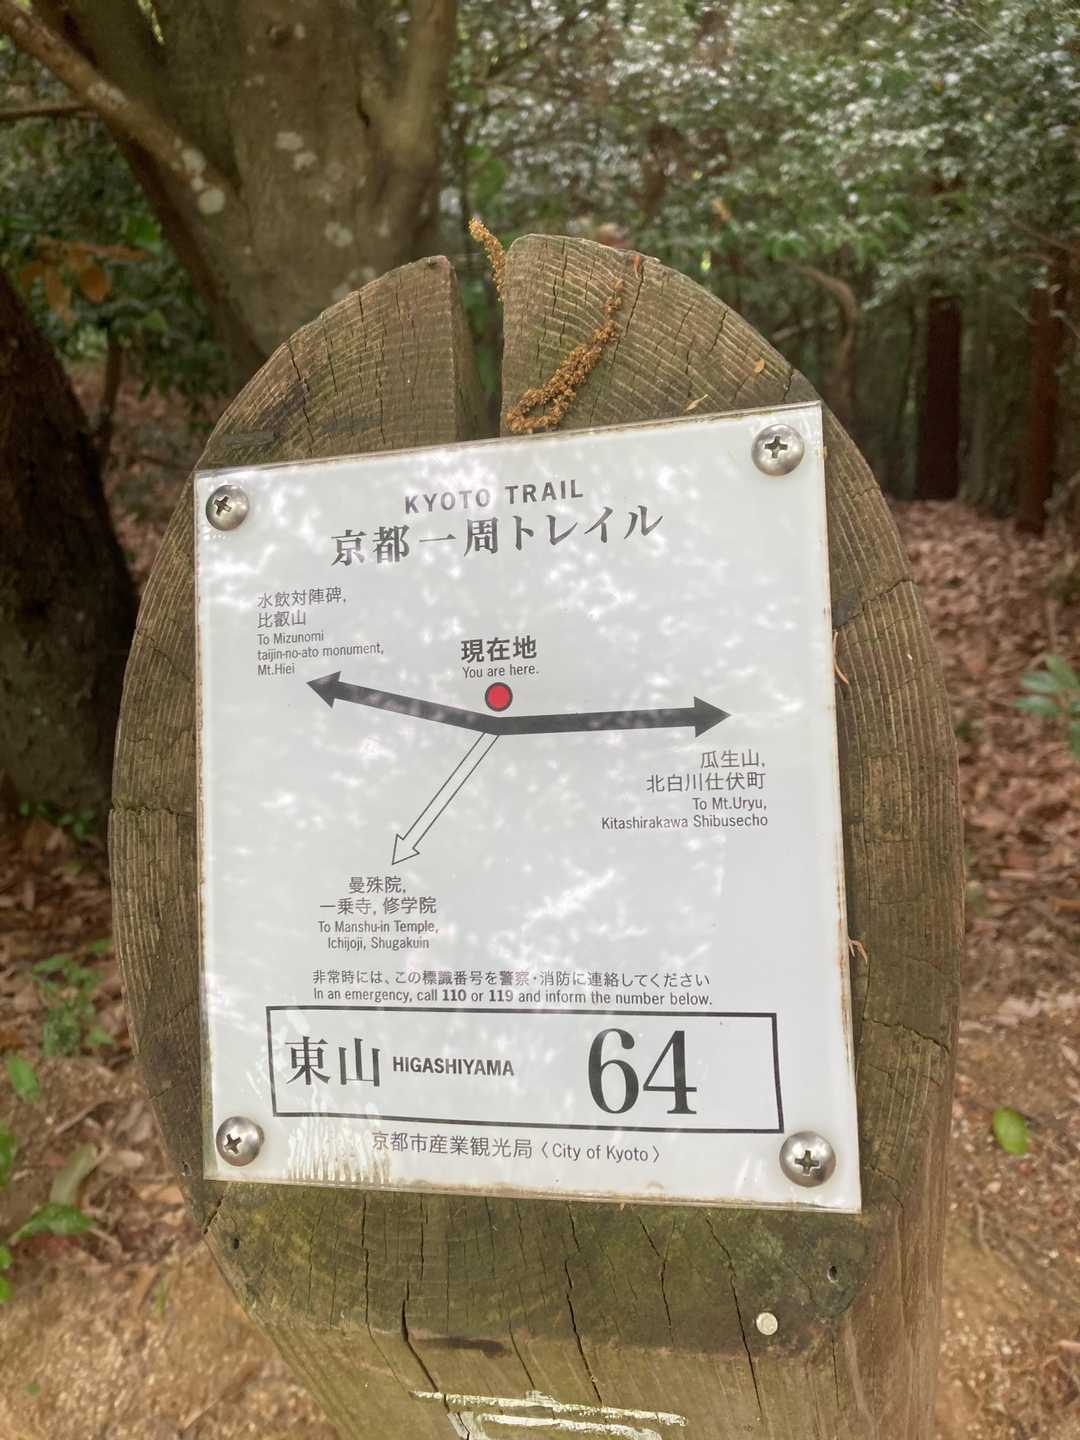 KYOTO TRAIL
京都一周トレイル
水飲対陣碑,
比叡山
To Mizunomi
taijin-no-ato monument,
Mt.Hiei
現在地
You are here.
瓜生山,
北白川仕伏町
To Mt.Uryu,
Kitashirakawa Shibusecho
曼殊院,
一乗寺, 修学院
To Manshu-in Temple,
Ichijoji, Shugakuin
非常時には、この標識番号を警察・消防に連絡してください
In an emergency, call 110 or 119 and inform the number below.
東山 HIGASHIYAMA 64
京都市産業観光局〈City of Kyoto〉